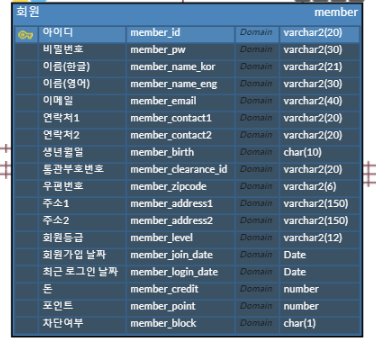 회원 member
아이디 member_id Domain varchar2(20)
비밀번호 member_pw Domain varchar2(30)
이름(한글) member_name_kor Domain varchar2(21)
이름(영어) member_name_eng Domain varchar2(30)
이메일 member_email Domain varchar2(40)
연락처1 member_contact1 Domain varchar2(20)
연락처2 member_contact2 Domain varchar2(20)
생년월일 member_birth Domain char(10)
통관부호번호 member_clearance_id Domain varchar2(20)
우편번호 member_zipcode Domain varchar2(6)
주소1 member_address1 Domain varchar2(150)
주소2 member_address2 Domain varchar2(150)
회원등급 member_level Domain varchar2(12)
회원가입 날짜 member_join_date Domain Date
최근 로그인 날짜 member_login_date Domain Date
돈 member_credit Domain number
포인트 member_point Domain number
차단여부 member_block Domain char(1)